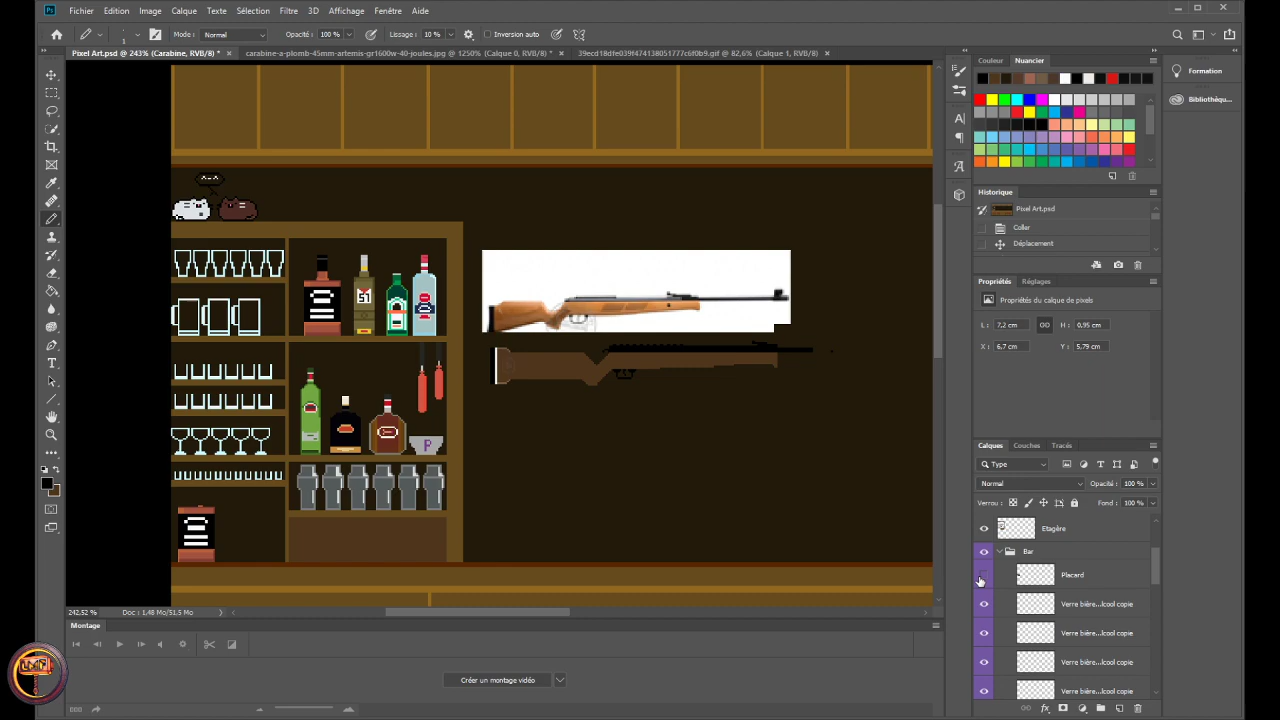 Ps Fichier Edition Image Calque Texte Sélection Filtre 3D Affichage Fenêtre Aide
1 Mode : Normal Opacité : 100 % Lissage : 10 % Inversion auto
Pixel Art.psd @ 243% (Carabine, RVB/8) * × carabine-a-plomb-45mm-artemis-gr1600w-40-joules.jpg @ 1250% (Calque 0, RVB/8) * × 39ecd18dfe039f474138051777c6f0b9.gif @ 82,6% (Calque 1, RVB/8) ×
Couleur Nuancier
Formation
Bibliothèqu...
Historique
Pixel Art.psd
Coller
Déplacement
Propriétés Réglages
Propriétés du calque de pixels
L : 7,2 cm H : 0,95 cm
X : 6,7 cm Y : 5,79 cm
51
P
Calques Couches Tracés
Type
Normal Opacité : 100 %
Verrou : Fond : 100 %
Etagère
Bar
Placard
Verre bière...lcool copie
Verre bière...lcool copie
Verre bière...lcool copie
Verre bière...lcool copie
242,52 % Doc : 1,48 Mo/51,5 Mo
Montage
Créer un montage vidéo